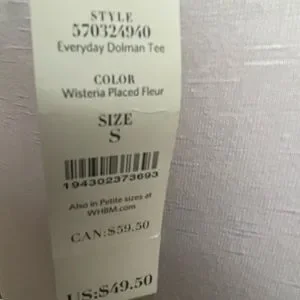 STYLE
570324940
Everyday Dolman Tee
COLOR
Wisteria Placed Fleur
SIZE
S
194302373693
Also in Petite sizes at
WHBM.com
CAN:$59.50
US:$49.50